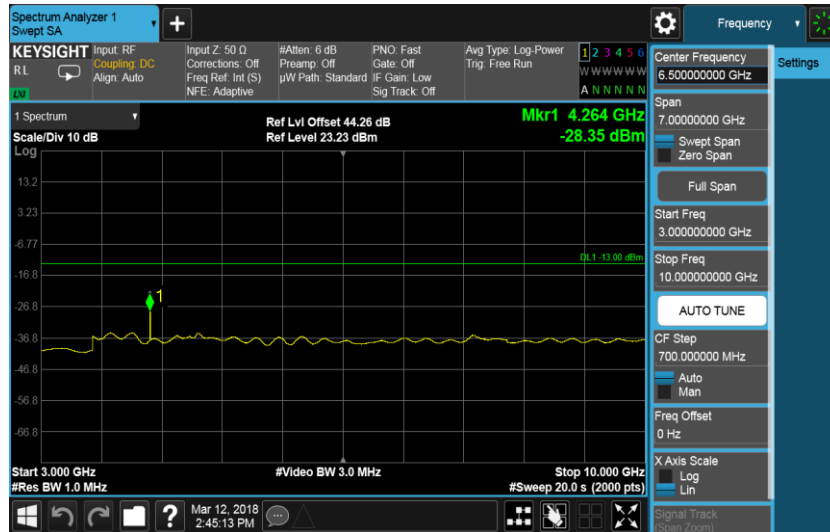 Spectrum Analyzer 1
Swept SA
Frequency
KEYSIGHT
RL
LXI
Input: RF
Coupling: DC
Align: Auto
Input Z: 50 Ω
Corrections: Off
Freq Ref: Int (S)
NFE: Adaptive
#Atten: 6 dB
Preamp: Off
µW Path: Standard
PNO: Fast
Gate: Off
IF Gain: Low
Sig Track: Off
Avg Type: Log-Power
Trig: Free Run
1 2 3 4 5 6
W W W W W W
A N N N N N
1 Spectrum
Scale/Div 10 dB
Log
Ref Lvl Offset 44.26 dB
Ref Level 23.23 dBm
Mkr1 4.264 GHz
-28.35 dBm
13.2
3.23
-6.77
-16.8
-26.8
-36.8
-46.8
-56.8
-66.8
DL1 -13.00 dBm
1
Start 3.000 GHz
#Res BW 1.0 MHz
#Video BW 3.0 MHz
Stop 10.000 GHz
#Sweep 20.0 s (2000 pts)
Center Frequency
6.500000000 GHz
Settings
Span
7.00000000 GHz
Swept Span
Zero Span
Full Span
Start Freq
3.000000000 GHz
Stop Freq
10.000000000 GHz
AUTO TUNE
CF Step
700.000000 MHz
Auto
Man
Freq Offset
0 Hz
X Axis Scale
Log
Lin
Signal Track
(Span Zoom)
?
Mar 12, 2018
2:45:13 PM